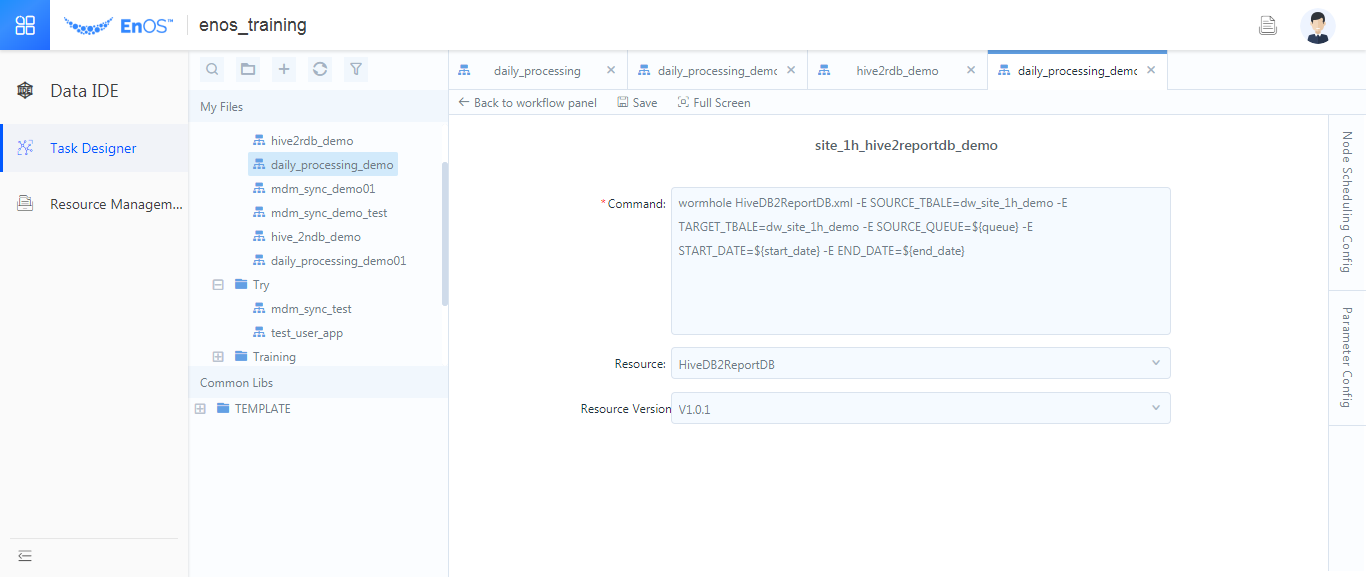 EnOS™
enos_training
Data IDE
Task Designer
Resource Managem...
My Files
hive2rdb_demo
daily_processing_demo
mdm_sync_demo01
mdm_sync_demo_test
hive_2ndb_demo
daily_processing_demo01
Try
mdm_sync_test
test_user_app
Training
Common Libs
TEMPLATE
daily_processing
daily_processing_demo
hive2rdb_demo
daily_processing_demo
Back to workflow panel
Save
Full Screen
site_1h_hive2reportdb_demo
*Command:
wormhole HiveDB2ReportDB.xml -E SOURCE_TBALE=dw_site_1h_demo -E
TARGET_TBALE=dw_site_1h_demo -E SOURCE_QUEUE=${queue} -E
START_DATE=${start_date} -E END_DATE=${end_date}
Resource:
HiveDB2ReportDB
Resource Version
V1.0.1
Node Scheduling Config
Parameter Config